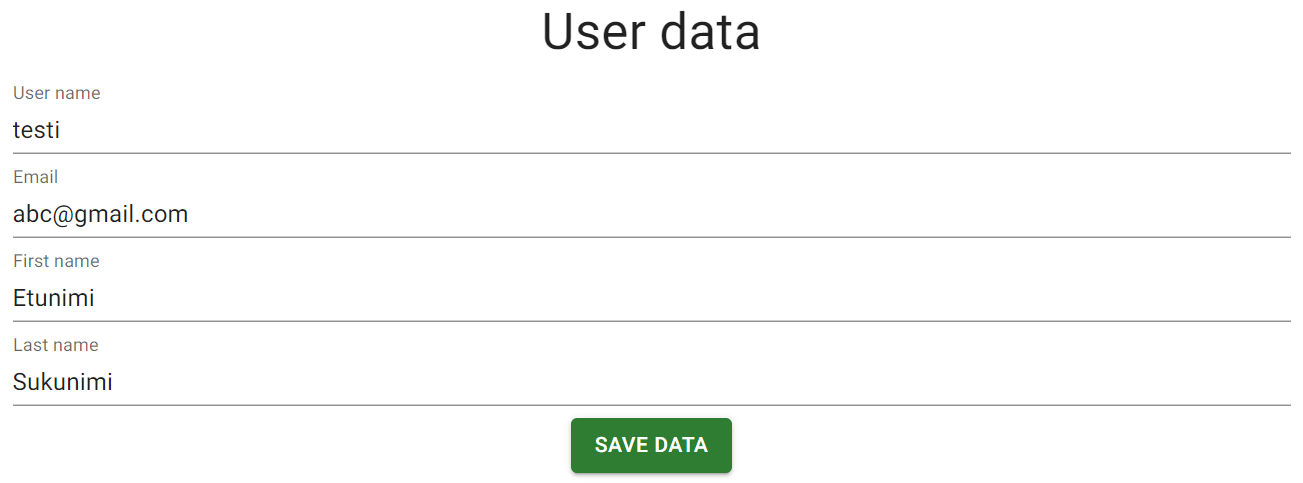 User data
User name
testi
Email
abc@gmail.com
First name
Etunimi
Last name
Sukunimi
SAVE DATA